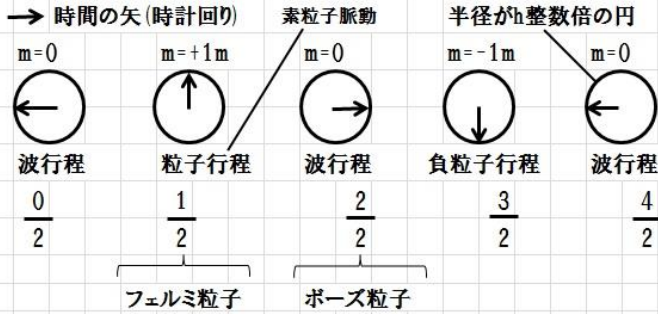 → 時間の矢(時計回り) 素粒子脈動 半径がh整数倍の円
m=0 m=+1m m=0 m=-1m m=0
波行程 粒子行程 波行程 負粒子行程 波行程
0 1 2 3 4
2 2 2 2 2
フェルミ粒子 ボーズ粒子